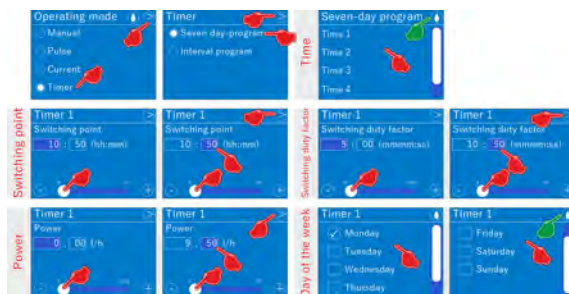 Operating mode >
Manual
Pulse
Current
Timer
Timer >
Seven day-program
Interval program
Time
Seven-day program
Time 1
Time 2
Time 3
Time 4
Switching point
Timer 1 >
Switching point
10 : 50 (hh:mm)
- +
Timer 1 >
Switching point
10 : 50 (hh:mm)
- +
Switching duty factor
Timer 1 >
Switching duty factor
5 : 00 (mmmm:ss)
- +
Timer 1 >
Switching duty factor
10 : 50 (mmmm:ss)
- +
Power
Timer 1 >
Power
0 . 00 l/h
- +
Timer 1 >
Power
9 . 50 l/h
- +
Day of the week
Timer 1
Monday
Tuesday
Wednesday
Thursday
Timer 1
Friday
Saturday
Sunday